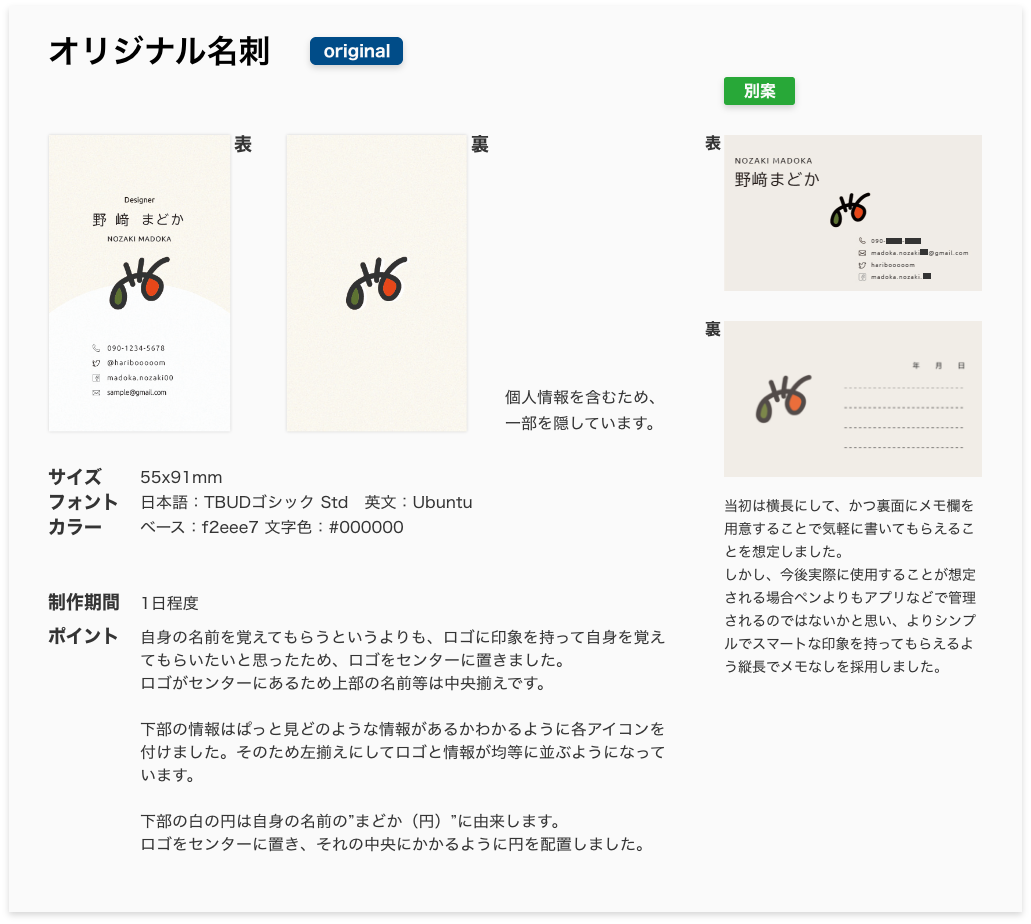 オリジナル名刺
original
表
Designer
野 﨑 まどか
NOZAKI MADOKA
090-1234-5678
@haribooooom
madoka.nozaki00
sample@gmail.com
裏
個人情報を含むため、
一部を隠しています。
サイズ 55x91mm
フォント 日本語：TBUDゴシック Std 英文：Ubuntu
カラー ベース：f2eee7 文字色：#000000
制作期間 1日程度
ポイント 自身の名前を覚えてもらうというよりも、ロゴに印象を持って自身を覚え
てもらいたいと思ったため、ロゴをセンターに置きました。
ロゴがセンターにあるため上部の名前等は中央揃えです。
下部の情報はぱっと見どのような情報があるかわかるように各アイコンを
付けました。そのため左揃えにしてロゴと情報が均等に並ぶようになって
います。
下部の白の円は自身の名前の”まどか（円）”に由来します。
ロゴをセンターに置き、それの中央にかかるように円を配置しました。
別案
表
NOZAKI MADOKA
野﨑まどか
090- -
madoka.nozaki @gmail.com
haribooooom
madoka.nozaki.
裏
年 月 日
当初は横長にして、かつ裏面にメモ欄を
用意することで気軽に書いてもらえるこ
とを想定しました。
しかし、今後実際に使用することが想定
される場合ペンよりもアプリなどで管理
されるのではないかと思い、よりシンプ
ルでスマートな印象を持ってもらえるよ
う縦長でメモなしを採用しました。